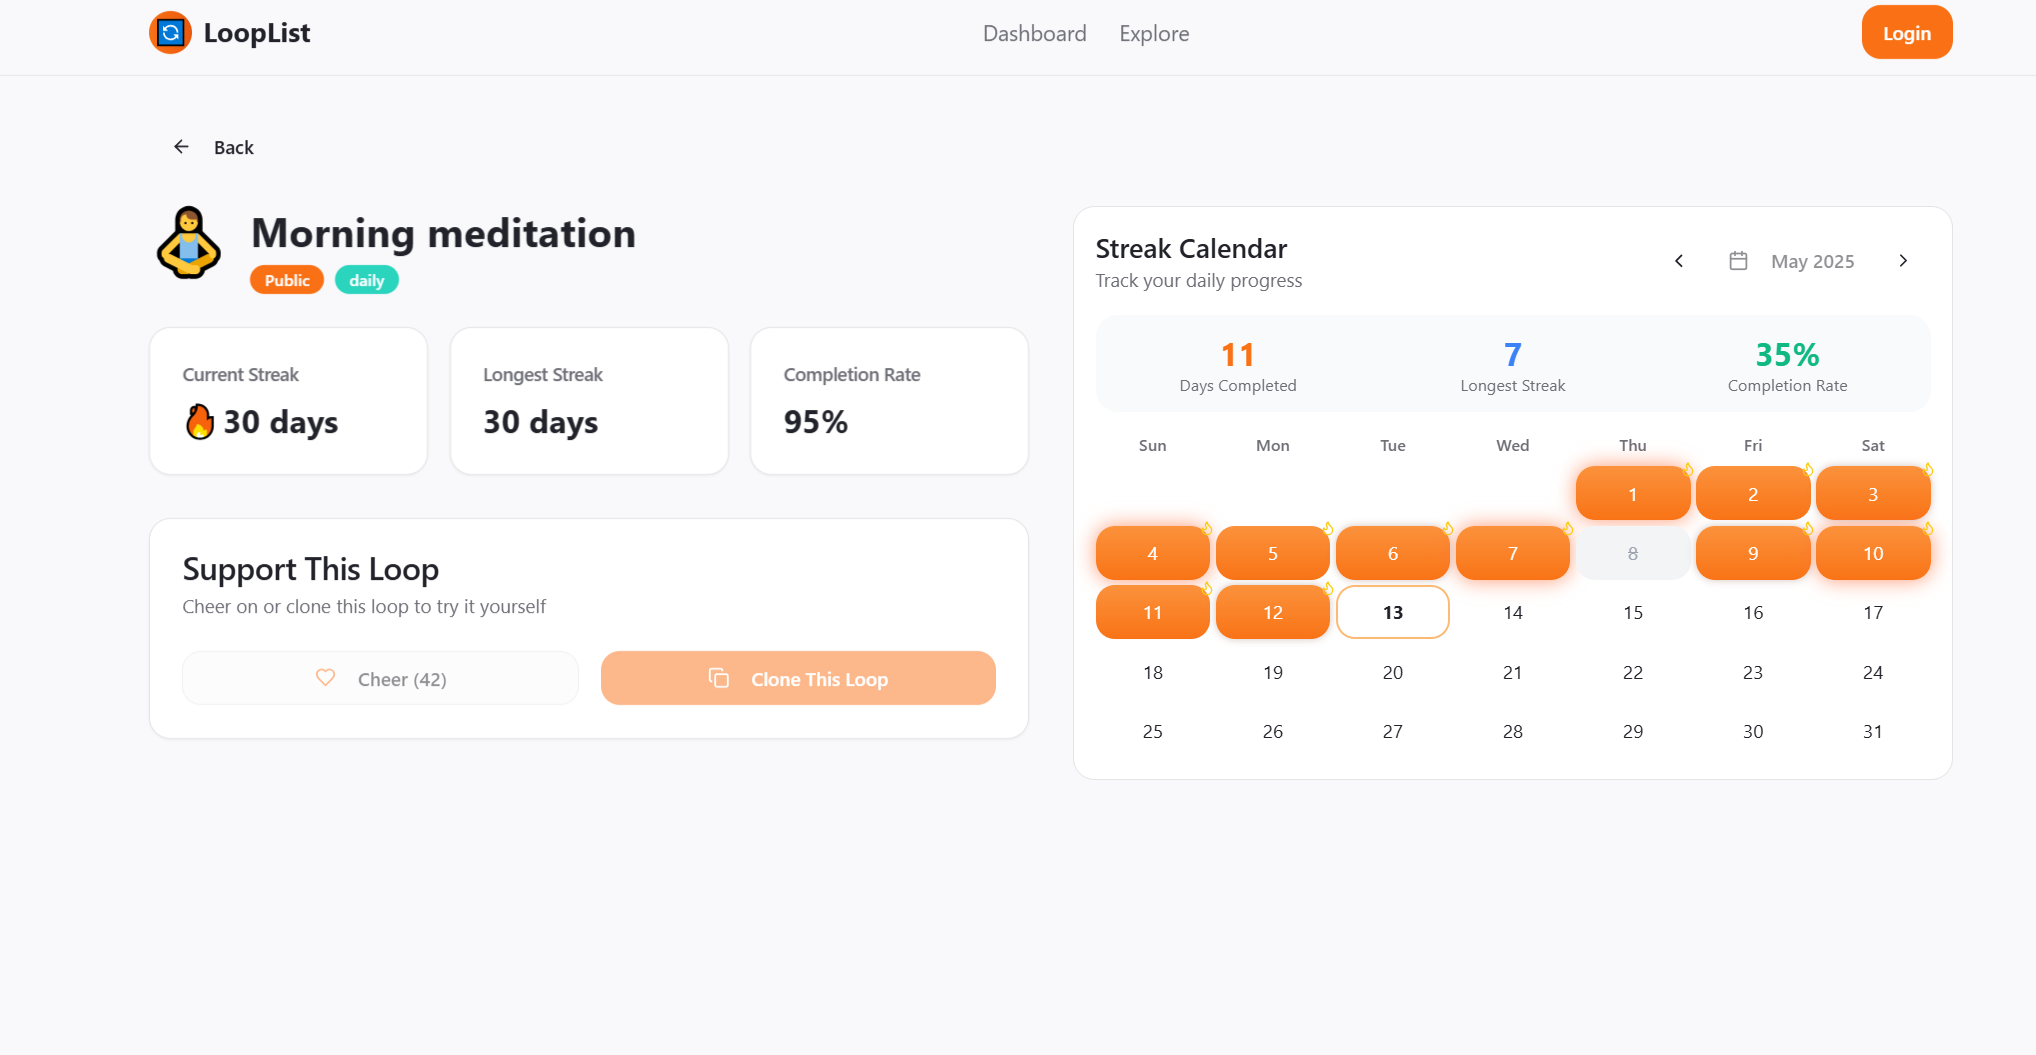 LoopList
Dashboard Explore
Login
Back
Morning meditation
Public daily
Current Streak
30 days
Longest Streak
30 days
Completion Rate
95%
Support This Loop
Cheer on or clone this loop to try it yourself
Cheer (42)
Clone This Loop
Streak Calendar
Track your daily progress
May 2025
11
Days Completed
7
Longest Streak
35%
Completion Rate
Sun Mon Tue Wed Thu Fri Sat
1 2 3
4 5 6 7 8 9 10
11 12 13 14 15 16 17
18 19 20 21 22 23 24
25 26 27 28 29 30 31